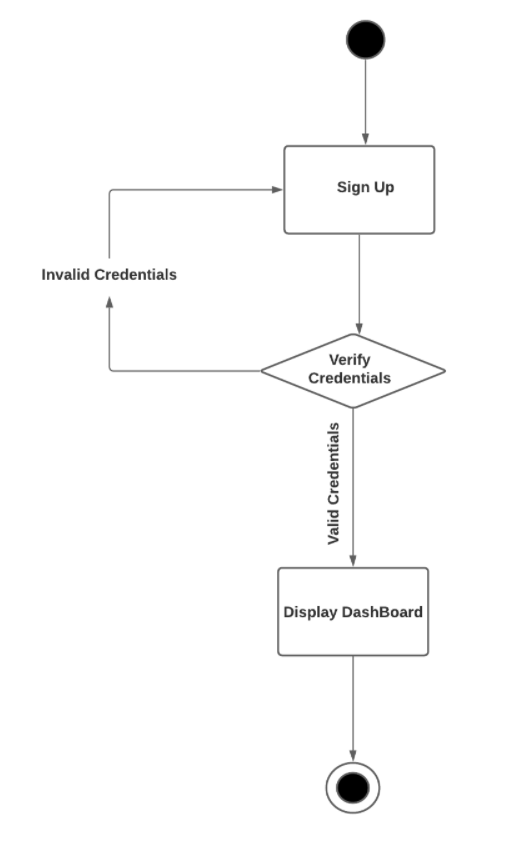 Sign Up
Invalid Credentials
Verify
Credentials
Valid Credentials
Display DashBoard